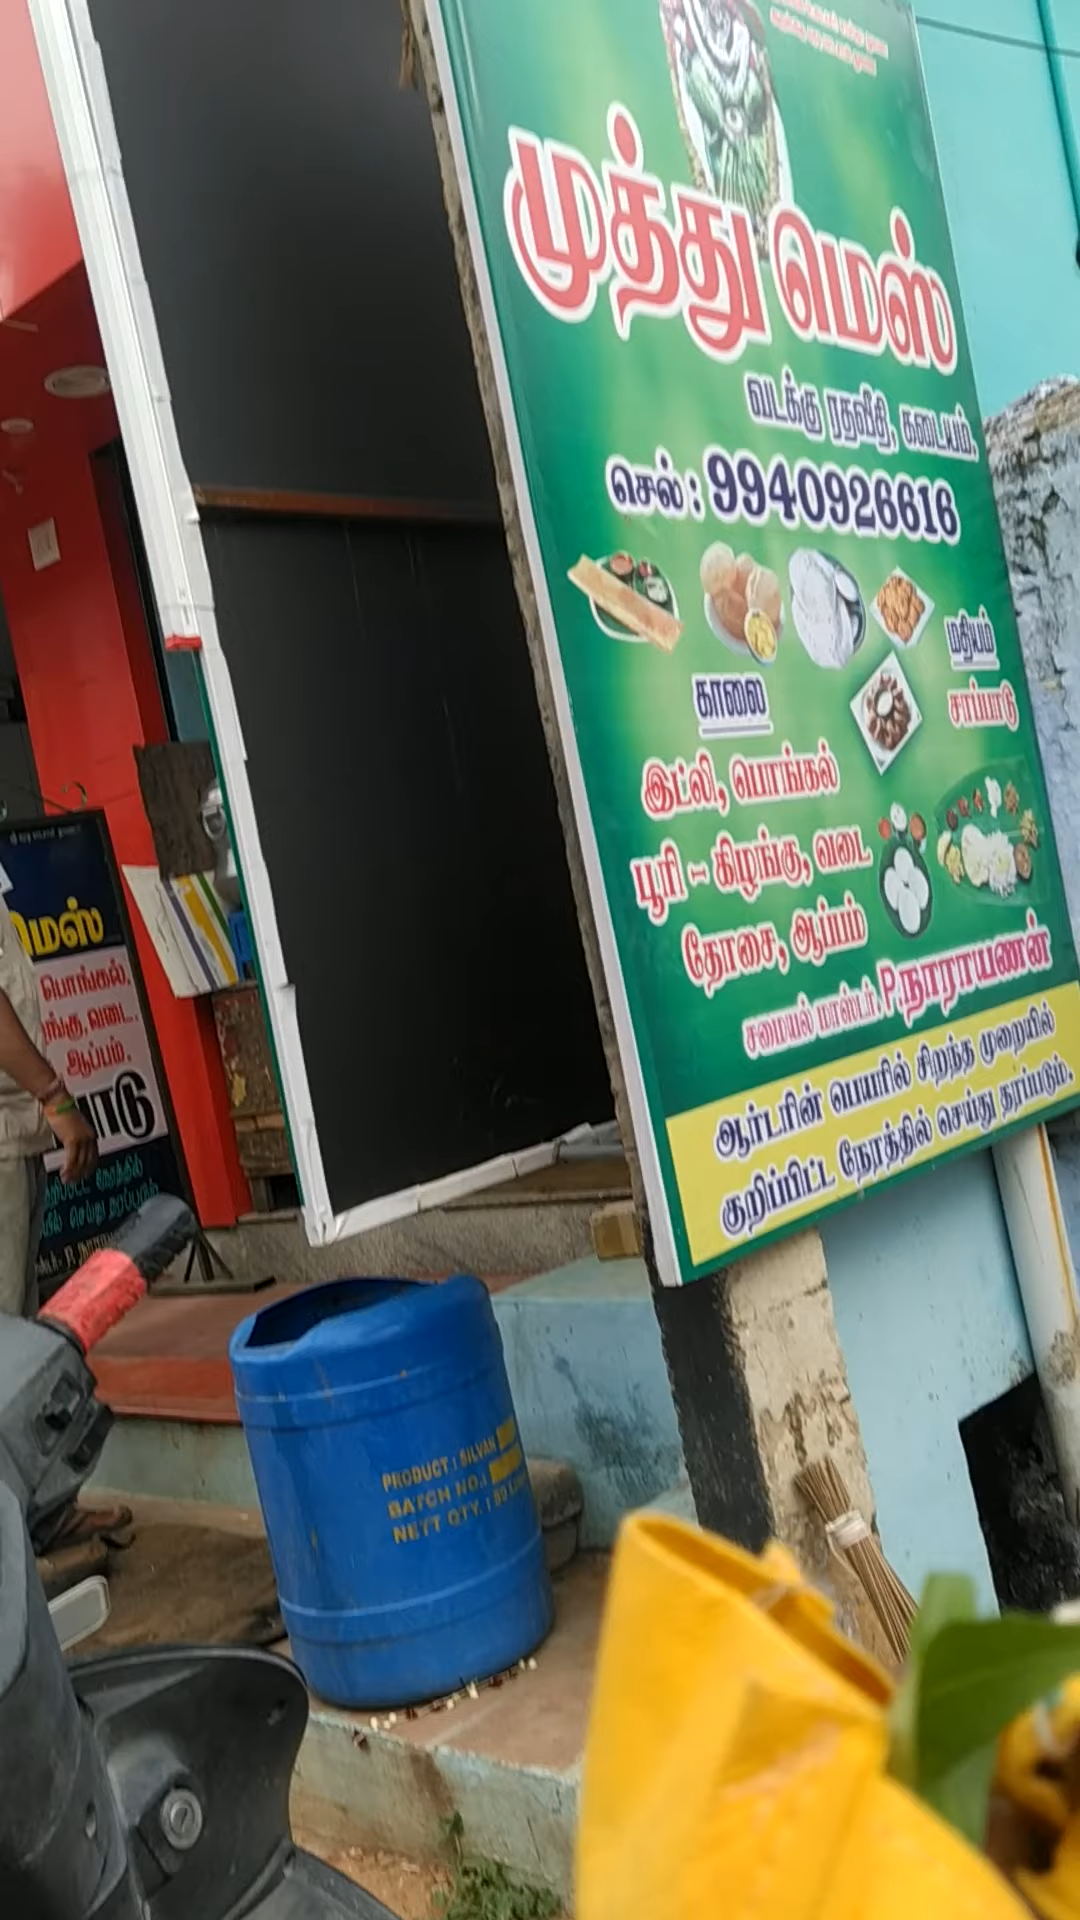 முத்து மெஸ்
வடக்கு ரதவீதி, கடையம்.
செல் : 9940926616
காலை
இட்லி, பொங்கல்
பூரி - கிழங்கு, வடை
தோசை, ஆப்பம்
மதியம்
சாப்பாடு
சமையல் மாஸ்டர். P.நாராயணன்
ஆர்டரின் பெயரில் சிறந்த முறையில்
குறிப்பிட்ட நேரத்தில் செய்து தரப்படும்.
மெஸ்
பொங்கல்,
வடை..
ஆப்பம்.
PRODUCT : SILVAN
BATCH NO.:
NETT QTY. : 50